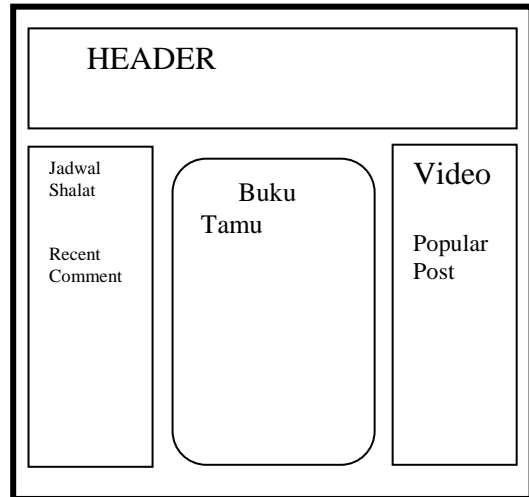 HEADER
Jadwal
Shalat
Recent
Comment
Buku
Tamu
Video
Popular
Post